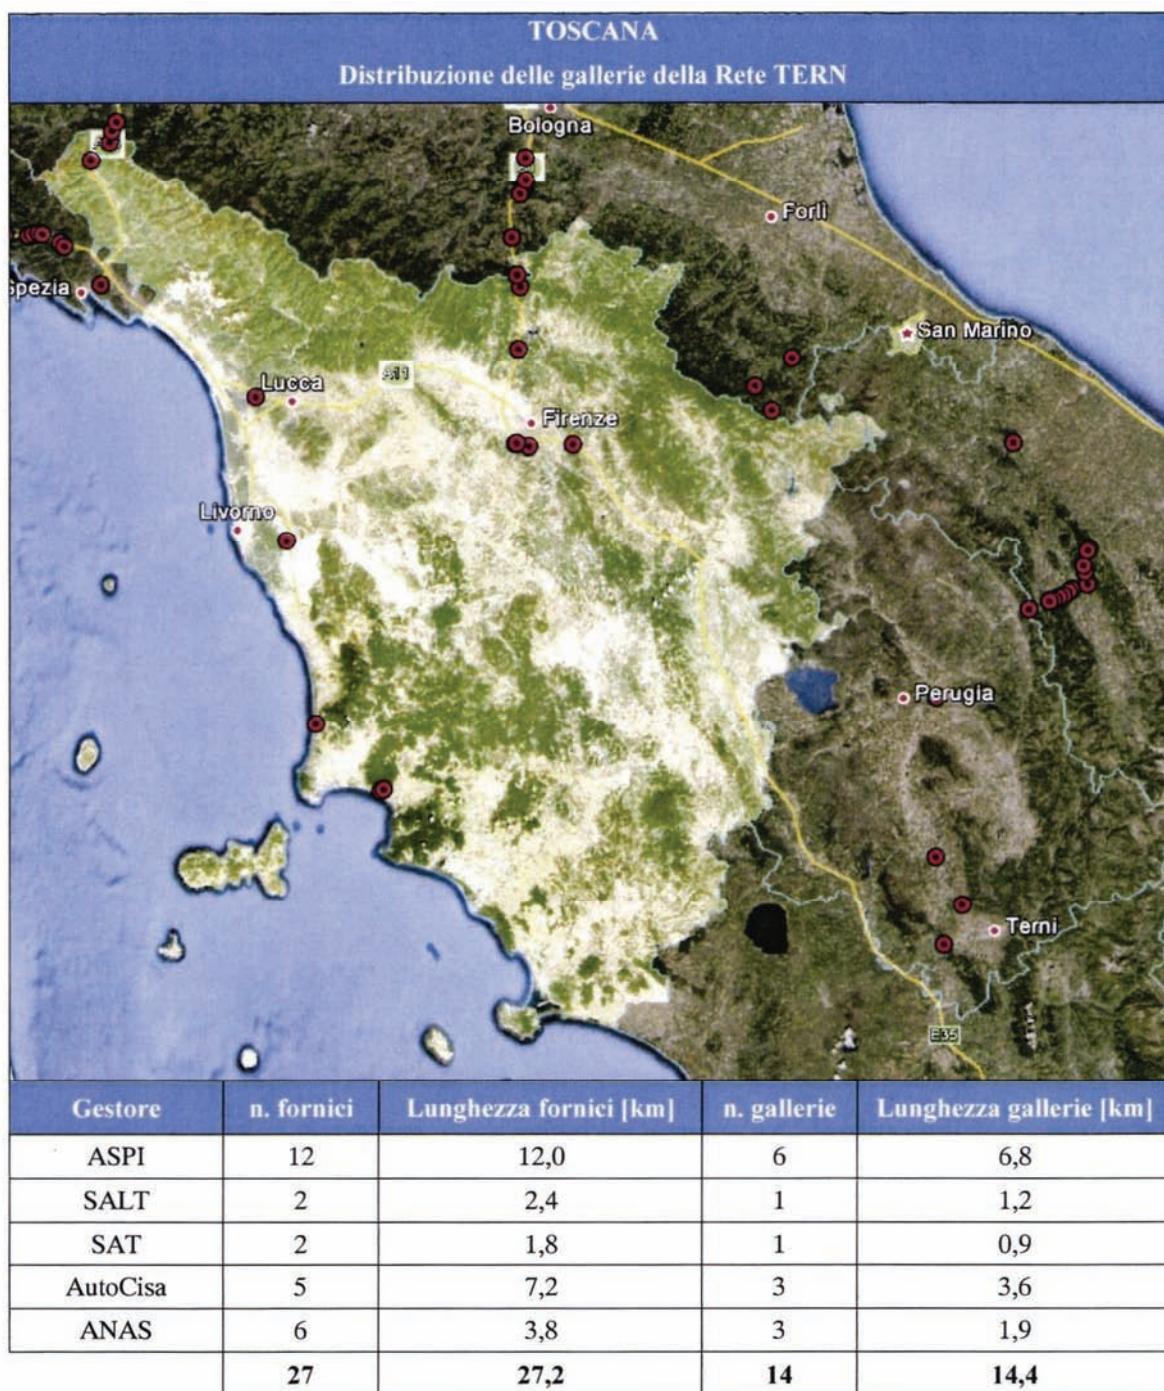 TOSCANA
Distribuzione delle gallerie della Rete TERN
Bologna
Forlì
Spezia
San Marino
Lucca
A11
Firenze
Livorno
Perugia
Terni
E35
Gestore n. fornici Lunghezza fornici [km] n. gallerie Lunghezza gallerie [km]
ASPI 12 12,0 6 6,8
SALT 2 2,4 1 1,2
SAT 2 1,8 1 0,9
AutoCisa 5 7,2 3 3,6
ANAS 6 3,8 3 1,9
27 27,2 14 14,4